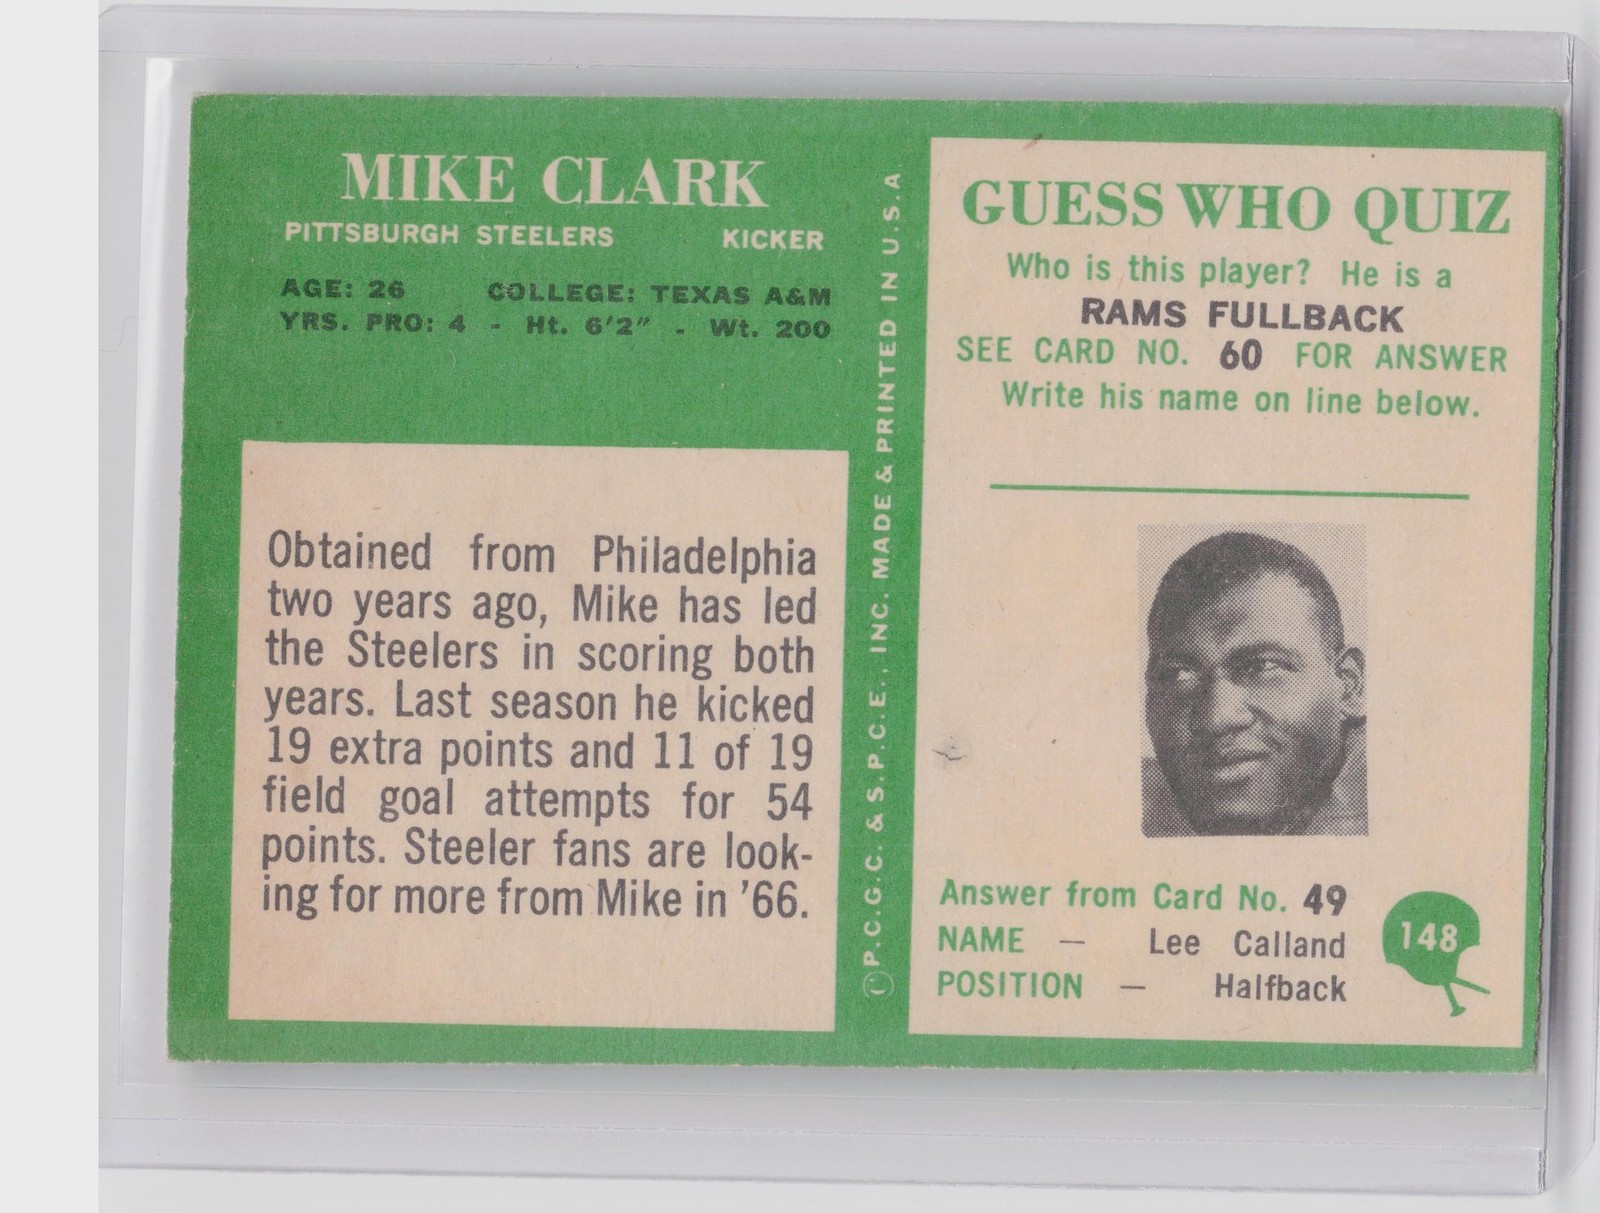 MIKE CLARK
PITTSBURGH STEELERS KICKER
AGE: 26 COLLEGE: TEXAS A&M
YRS. PRO: 4 - Ht. 6'2" - Wt. 200
Obtained from Philadelphia
two years ago, Mike has led
the Steelers in scoring both
years. Last season he kicked
19 extra points and 11 of 19
field goal attempts for 54
points. Steeler fans are look-
ing for more from Mike in '66.
©P.C.G.C. & S.P.C.E., INC. MADE & PRINTED IN U.S.A
GUESS WHO QUIZ
Who is this player? He is a
RAMS FULLBACK
SEE CARD NO. 60 FOR ANSWER
Write his name on line below.
Answer from Card No. 49
NAME — Lee Calland
POSITION — Halfback
148